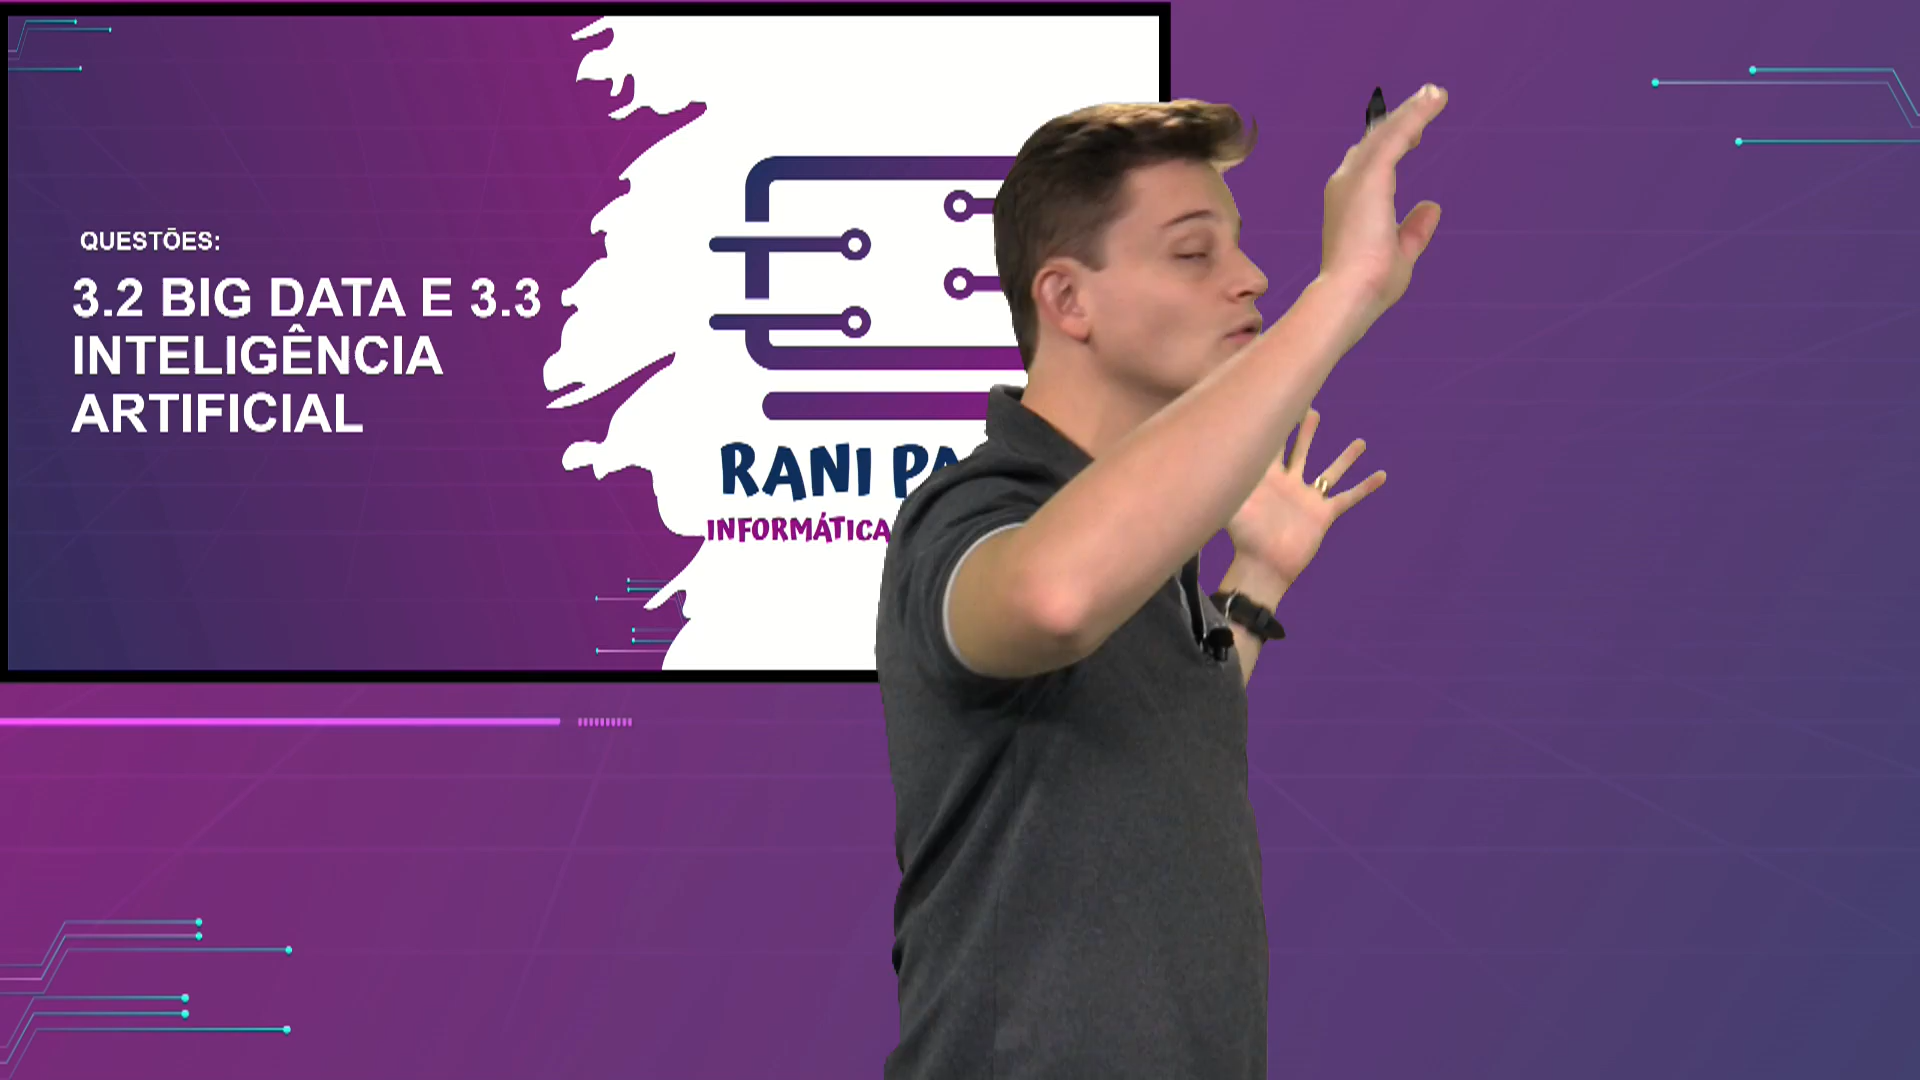 QUESTÕES:
3.2 BIG DATA E 3.3
INTELIGÊNCIA
ARTIFICIAL
RANI
INFORMÁTICA